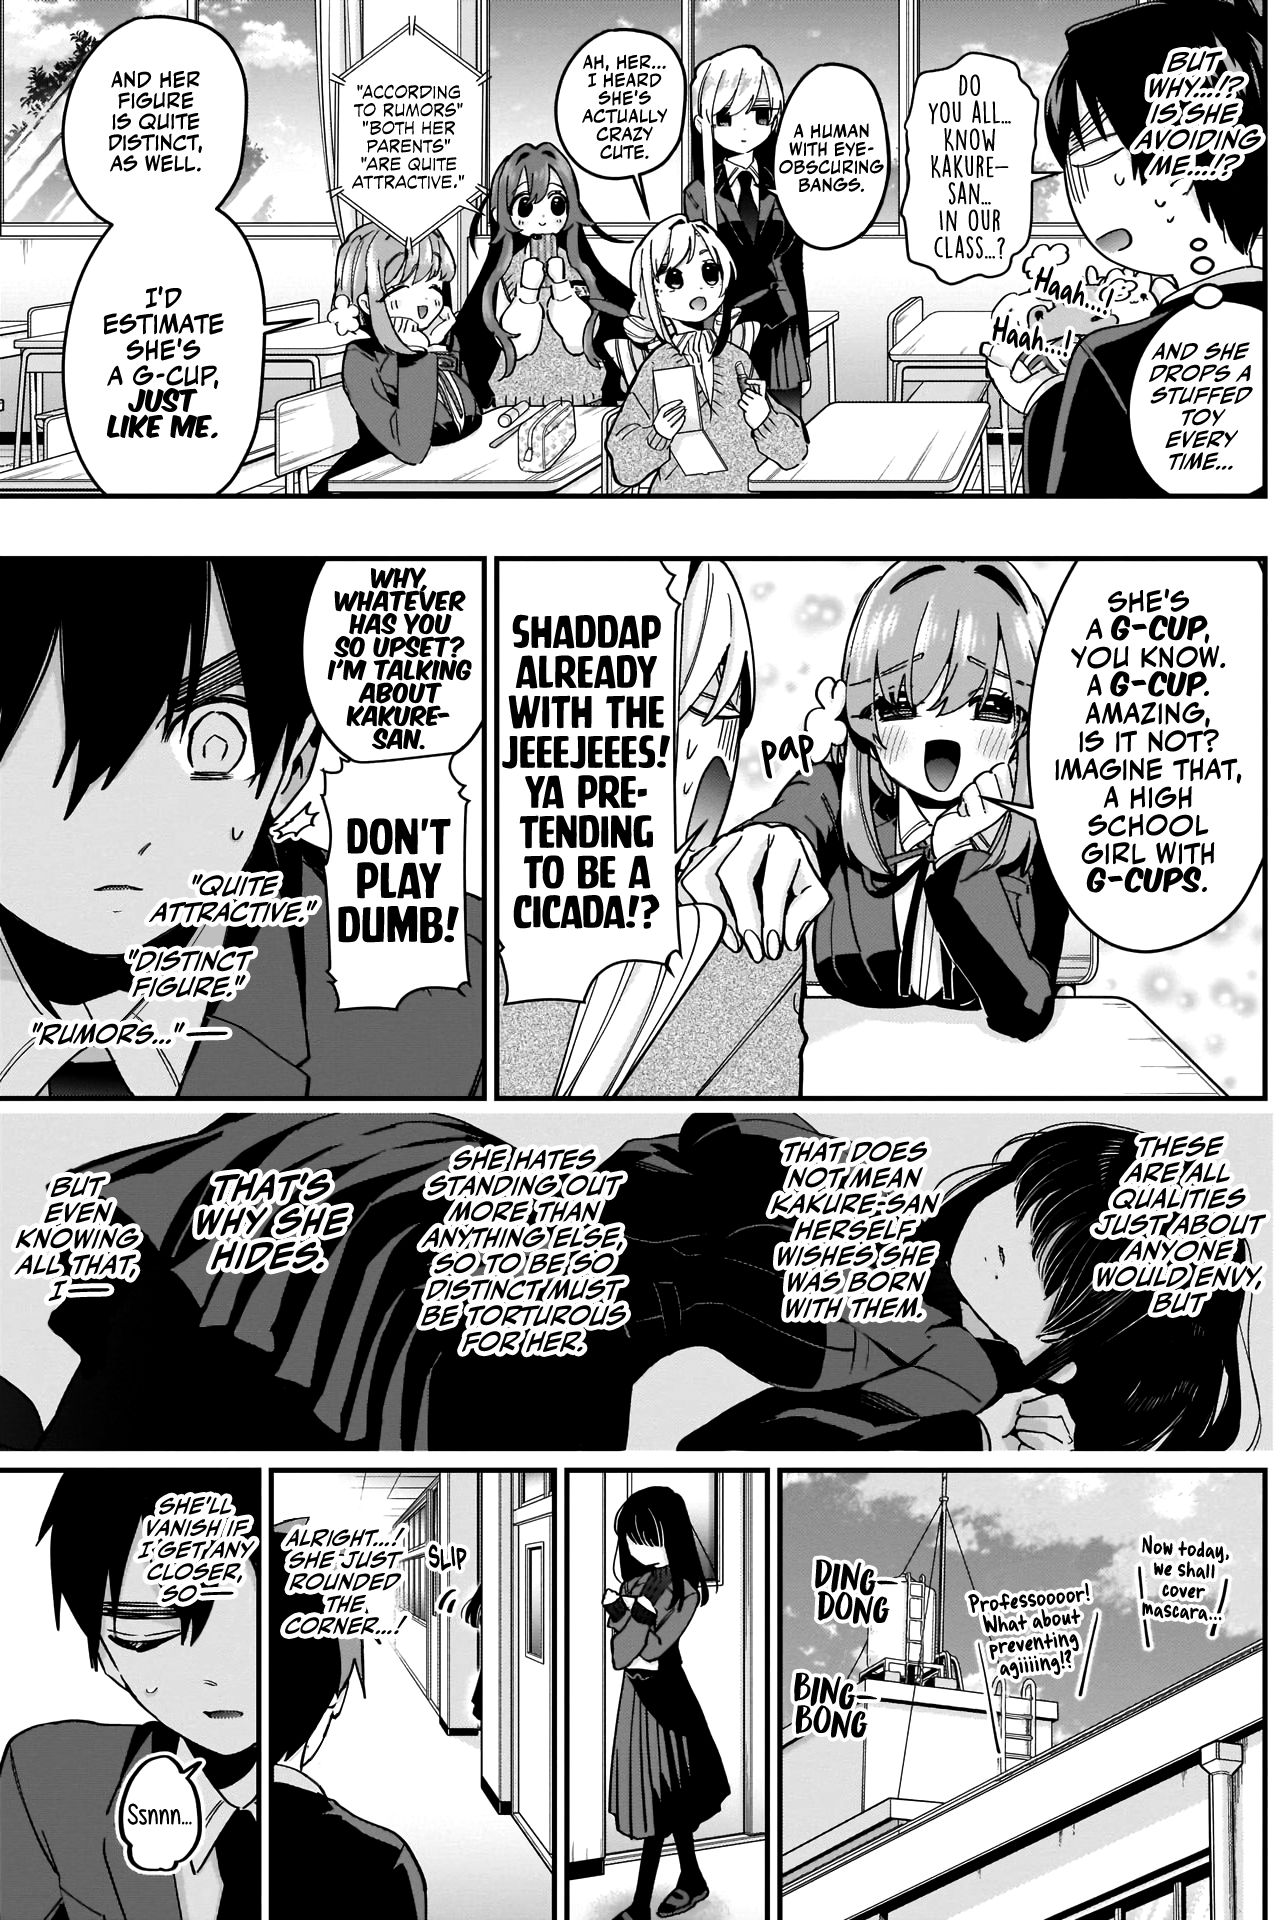 BUT
WHY...!?
IS SHE
AVOIDING
ME...!?
AND SHE
DROPS A
STUFFED
TOY
EVERY
TIME...
Haah...!
Haah...!
DO
YOU ALL...
KNOW
KAKURE-
SAN...
IN OUR
CLASS...?
A HUMAN
WITH EYE-
OBSCURING
BANGS.
AH, HER...
I HEARD
SHE'S
ACTUALLY
CRAZY
CUTE.
"ACCORDING
TO RUMORS"
"BOTH HER
PARENTS"
"ARE QUITE
ATTRACTIVE."
AND HER
FIGURE
IS QUITE
DISTINCT,
AS WELL.
I'D
ESTIMATE
SHE'S
A G-CUP,
JUST
LIKE ME.
SHE'S
A G-CUP,
YOU KNOW.
A G-CUP.
AMAZING,
IS IT NOT?
IMAGINE THAT,
A HIGH
SCHOOL
GIRL WITH
G-CUPS.
PAP
SHADDAP
ALREADY
WITH THE
JEEEJEEES!
YA PRE-
TENDING
TO BE A
CICADA!?
WHY,
WHATEVER
HAS YOU
SO UPSET?
I'M TALKING
ABOUT
KAKURE-
SAN.
DON'T
PLAY
DUMB!
"QUITE
ATTRACTIVE."
"DISTINCT
FIGURE."
"RUMORS..."—
THESE
ARE ALL
QUALITIES
JUST ABOUT
ANYONE
WOULD ENVY,
BUT
THAT DOES
NOT MEAN
KAKURE-SAN
HERSELF
WISHES SHE
WAS BORN
WITH THEM.
SHE HATES
STANDING OUT
MORE THAN
ANYTHING ELSE,
SO TO BE SO
DISTINCT MUST
BE TORTUROUS
FOR HER.
THAT'S
WHY SHE
HIDES.
BUT
EVEN
KNOWING
ALL THAT,
I—
Now today,
we shall
cover
mascara...
Professoooor!
What about
preventing
agiiiing!?
DING-
DONG
BING-
BONG
SLIP
ALRIGHT...!
SHE JUST
ROUNDED
THE
CORNER...!
SHE'LL
VANISH IF
I GET ANY
CLOSER,
SO—
Ssnnn...